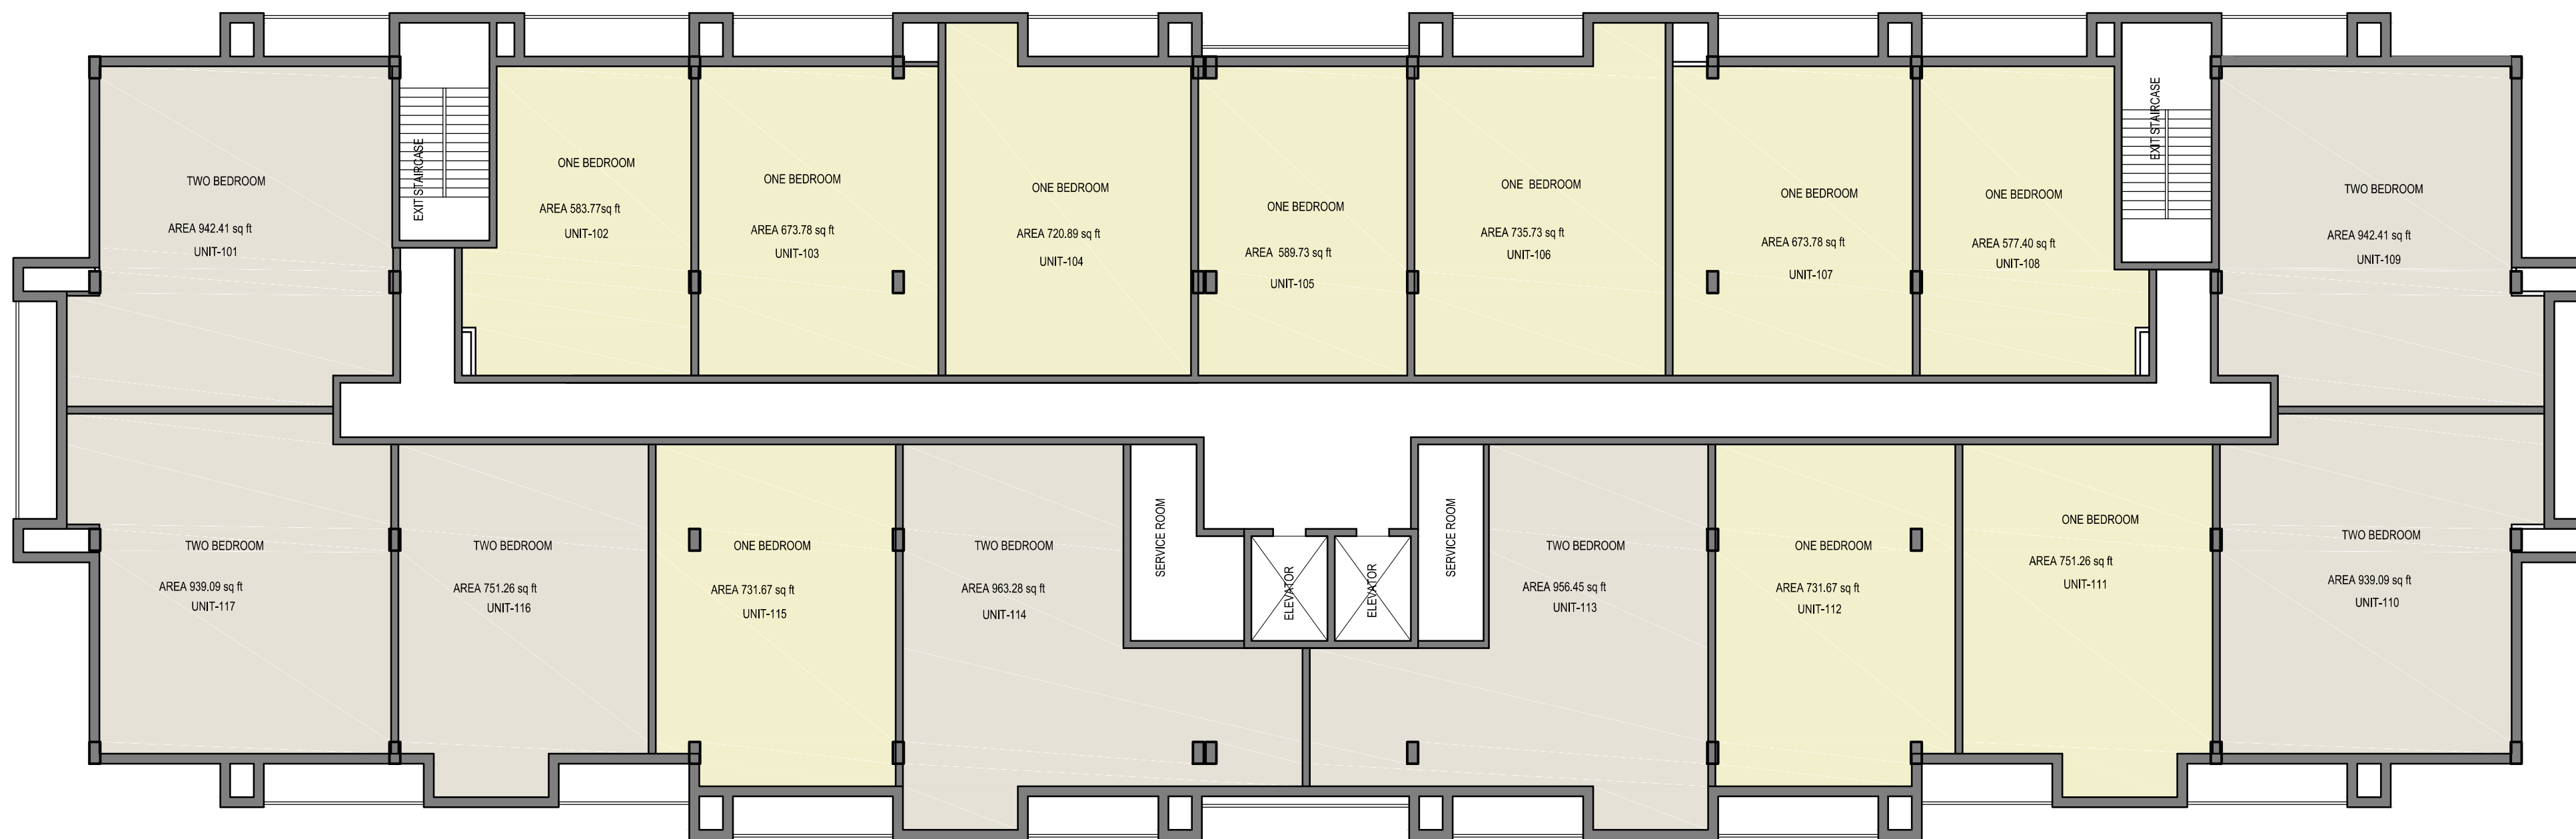 TWO BEDROOM
AREA 942.41 sq ft
UNIT-101
EXIT STAIRCASE
ONE BEDROOM
AREA 583.77sq ft
UNIT-102
ONE BEDROOM
AREA 673.78 sq ft
UNIT-103
ONE BEDROOM
AREA 720.89 sq ft
UNIT-104
ONE BEDROOM
AREA 589.73 sq ft
UNIT-105
ONE BEDROOM
AREA 735.73 sq ft
UNIT-106
ONE BEDROOM
AREA 673.78 sq ft
UNIT-107
ONE BEDROOM
AREA 577.40 sq ft
UNIT-108
EXIT STAIRCASE
TWO BEDROOM
AREA 942.41 sq ft
UNIT-109
TWO BEDROOM
AREA 939.09 sq ft
UNIT-117
TWO BEDROOM
AREA 751.26 sq ft
UNIT-116
ONE BEDROOM
AREA 731.67 sq ft
UNIT-115
TWO BEDROOM
AREA 963.28 sq ft
UNIT-114
SERVICE ROOM
ELEVATOR
ELEVATOR
SERVICE ROOM
TWO BEDROOM
AREA 956.45 sq ft
UNIT-113
ONE BEDROOM
AREA 731.67 sq ft
UNIT-112
ONE BEDROOM
AREA 751.26 sq ft
UNIT-111
TWO BEDROOM
AREA 939.09 sq ft
UNIT-110